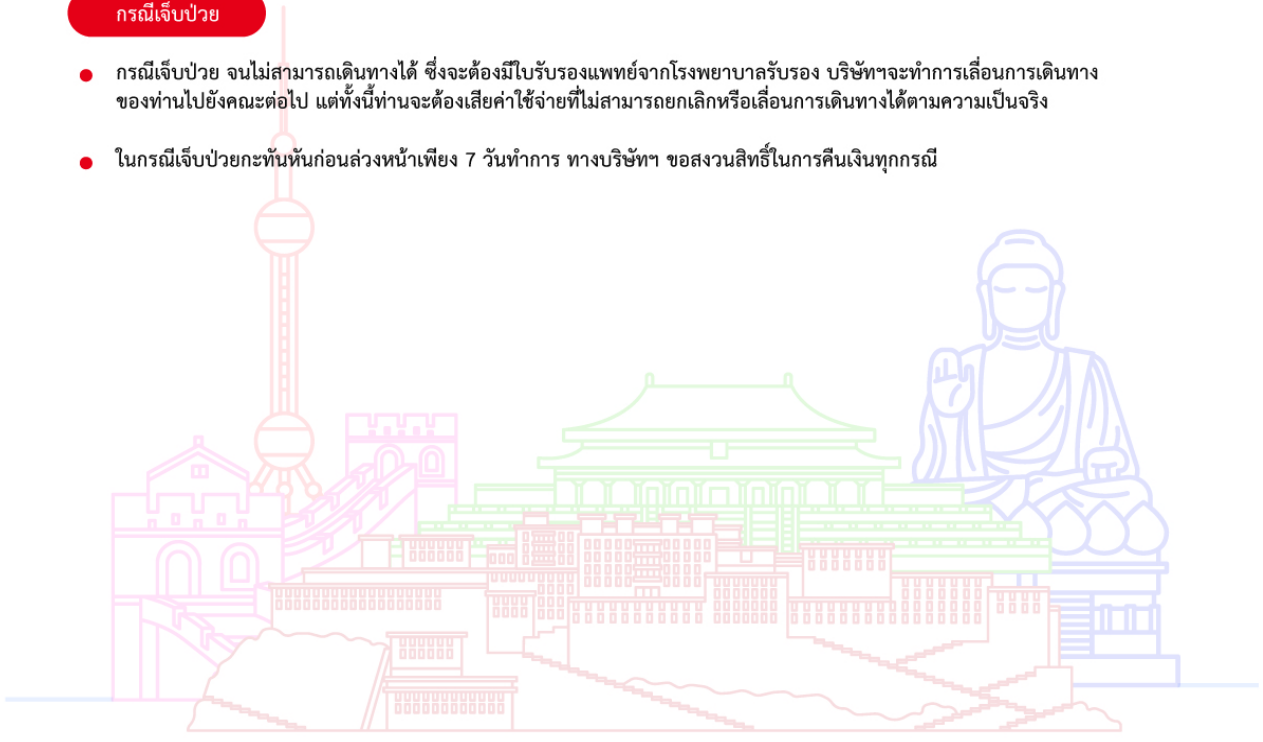 กรณีเจ็บป่วย
กรณีเจ็บป่วย จนไม่สามารถเดินทางได้ ซึ่งจะต้องมีใบรับรองแพทย์จากโรงพยาบาลรับรอง บริษัทฯจะทำการเลื่อนการเดินทาง
ของท่านไปยังคณะต่อไป แต่ทั้งนี้ท่านจะต้องเสียค่าใช้จ่ายที่ไม่สามารถยกเลิกหรือเลื่อนการเดินทางได้ตามความเป็นจริง
ในกรณีเจ็บป่วยกะทันหันก่อนล่วงหน้าเพียง 7 วันทำการ ทางบริษัทฯ ขอสงวนสิทธิ์ในการคืนเงินทุกกรณี